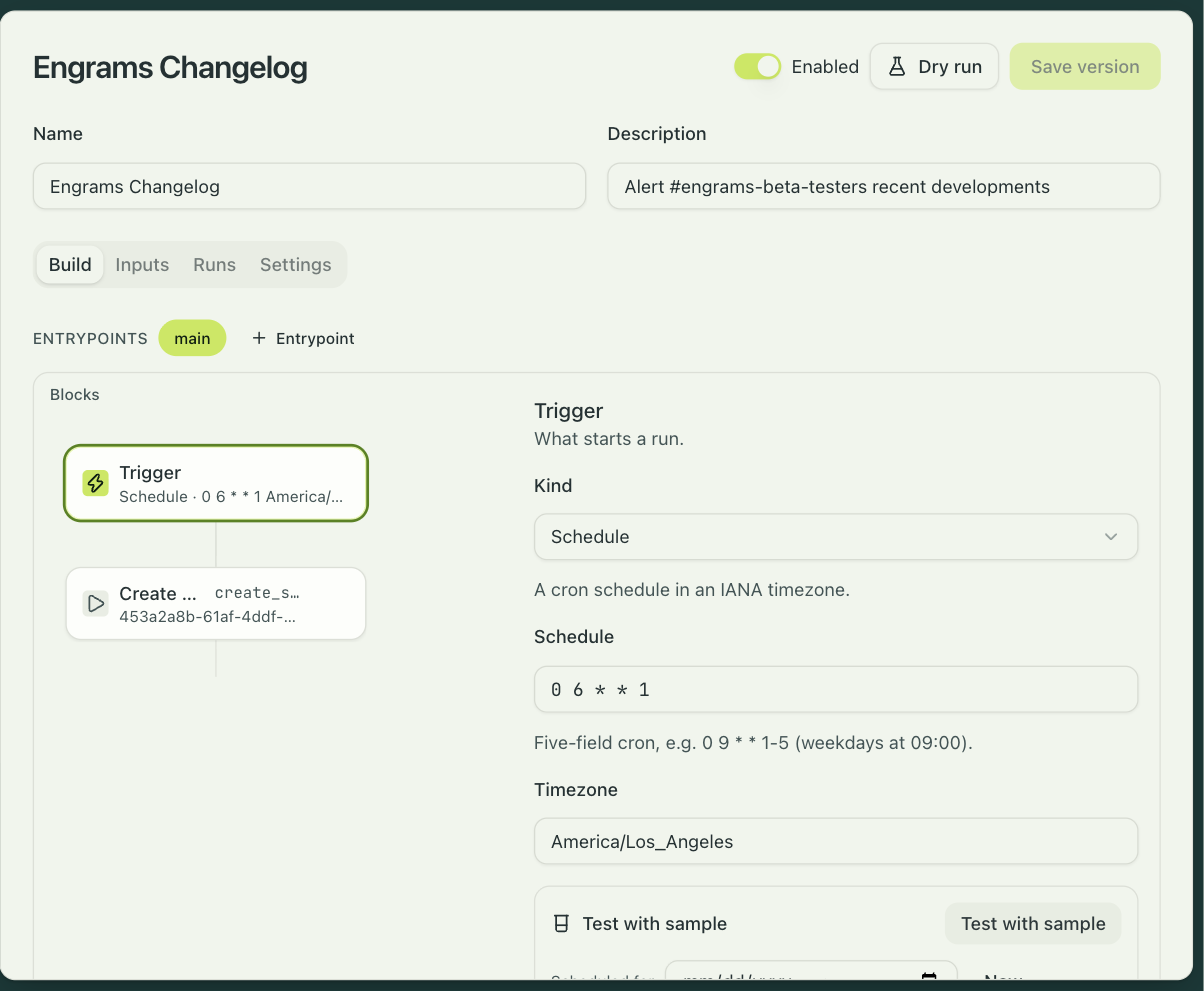 Engrams Changelog
Enabled
Dry run
Save version
Name
Description
Engrams Changelog
Alert #engrams-beta-testers recent developments
Build
Inputs
Runs
Settings
ENTRYPOINTS
main
+ Entrypoint
Blocks
Trigger
Schedule · 0 6 * * 1 America/...
Create ... create_s…
453a2a8b-61af-4ddf-...
Trigger
What starts a run.
Kind
Schedule
A cron schedule in an IANA timezone.
Schedule
0 6 * * 1
Five-field cron, e.g. 0 9 * * 1-5 (weekdays at 09:00).
Timezone
America/Los_Angeles
Test with sample
Test with sample